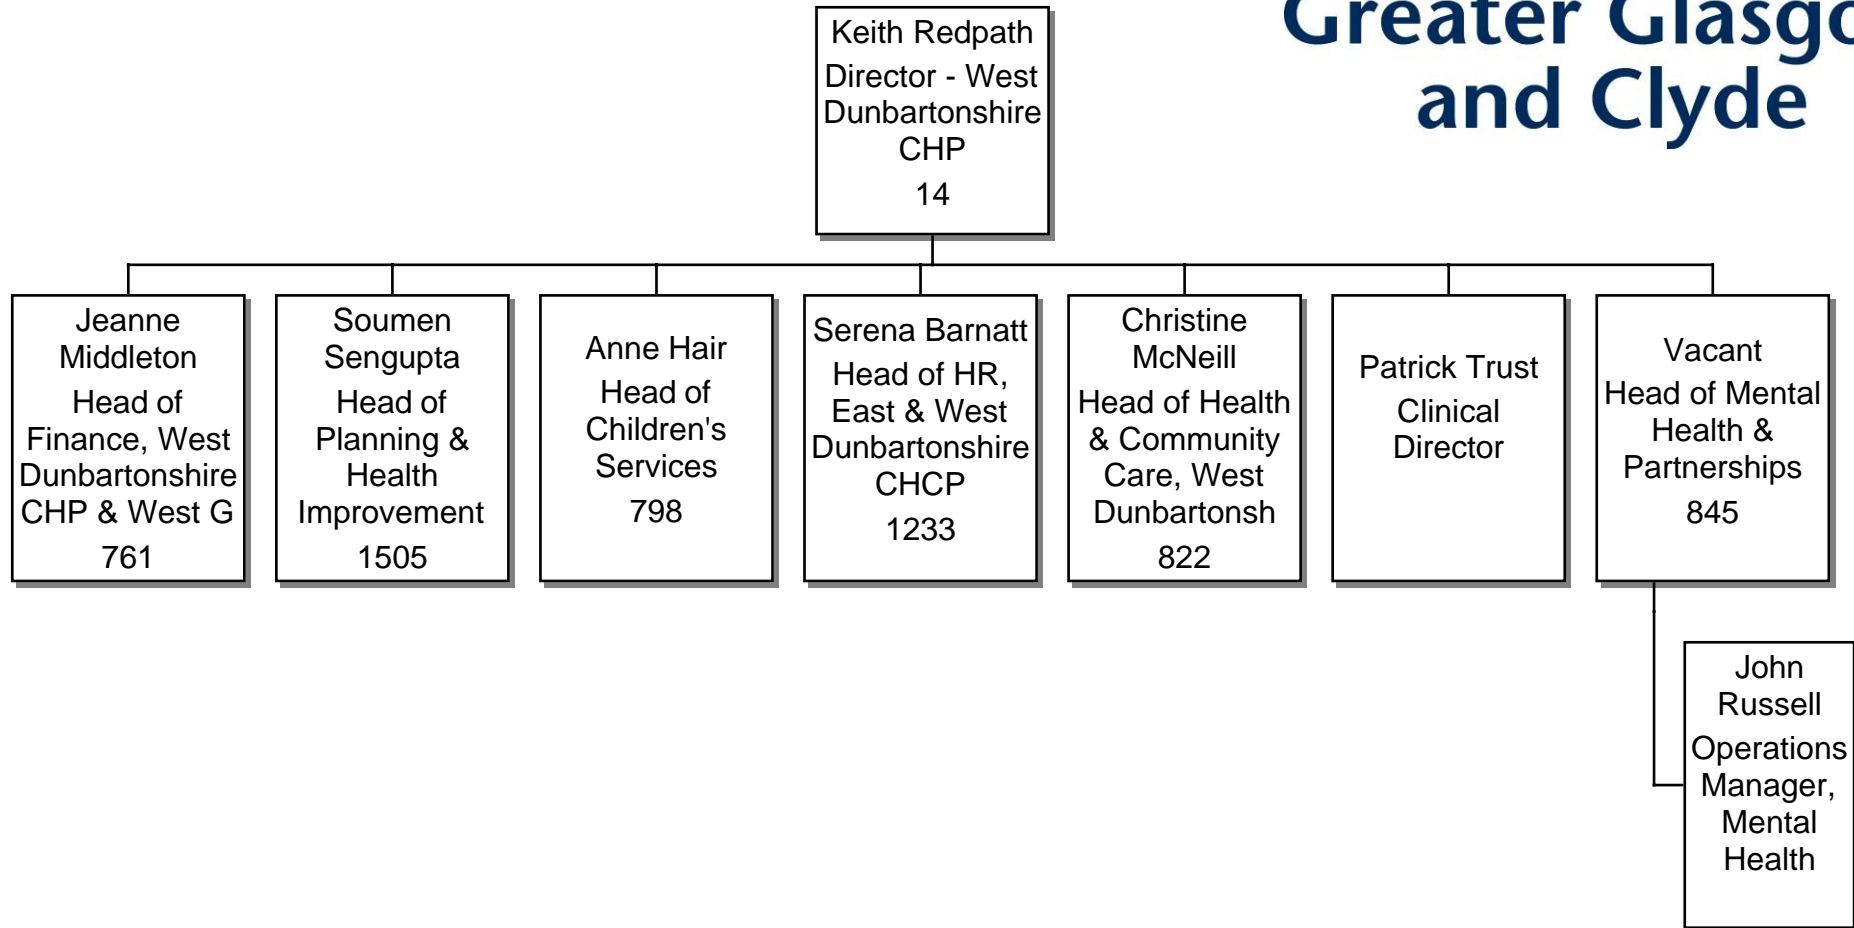 Greater Glasgo
and Clyde
Keith Redpath
Director - West
Dunbartonshire
CHP
14
Jeanne
Middleton
Head of
Finance, West
Dunbartonshire
CHP & West G
761
Soumen
Sengupta
Head of
Planning &
Health
Improvement
1505
Anne Hair
Head of
Children's
Services
798
Serena Barnatt
Head of HR,
East & West
Dunbartonshire
CHCP
1233
Christine
McNeill
Head of Health
& Community
Care, West
Dunbartonsh
822
Patrick Trust
Clinical
Director
Vacant
Head of Mental
Health &
Partnerships
845
John
Russell
Operations
Manager,
Mental
Health